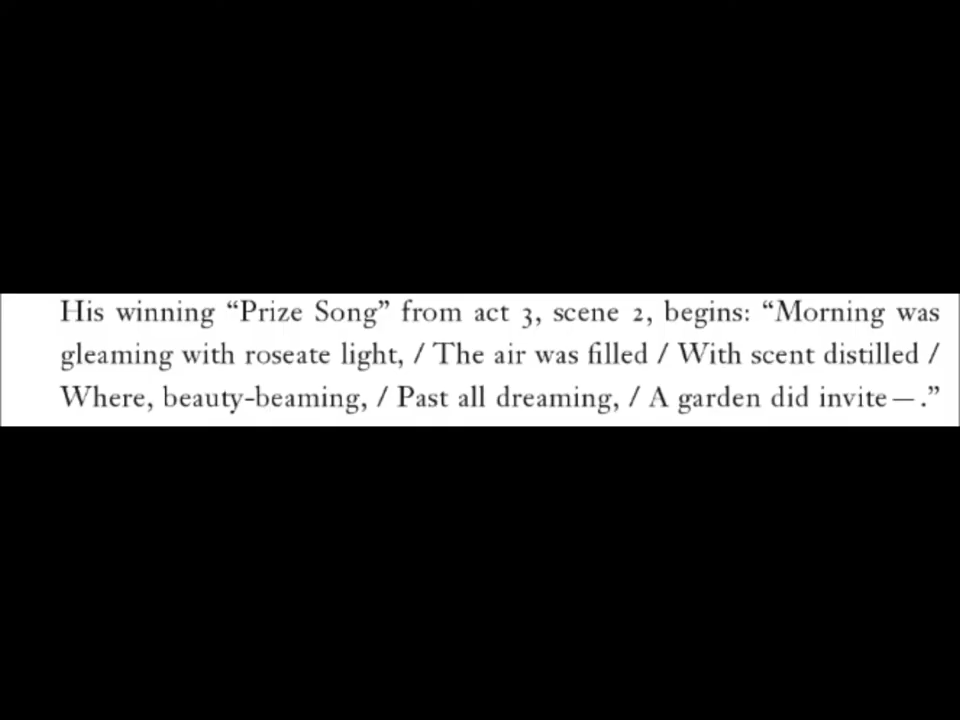 His winning “Prize Song” from act 3, scene 2, begins: “Morning was
gleaming with roseate light, / The air was filled / With scent distilled /
Where, beauty-beaming, / Past all dreaming, / A garden did invite — .”